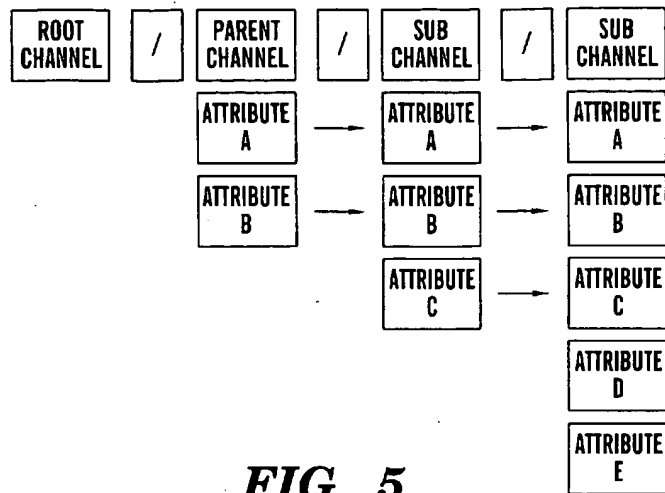 ROOT CHANNEL / PARENT CHANNEL / SUB CHANNEL / SUB CHANNEL
ATTRIBUTE A ATTRIBUTE A ATTRIBUTE A
ATTRIBUTE B ATTRIBUTE B ATTRIBUTE B
ATTRIBUTE C ATTRIBUTE C
ATTRIBUTE D
ATTRIBUTE E
FIG. 5